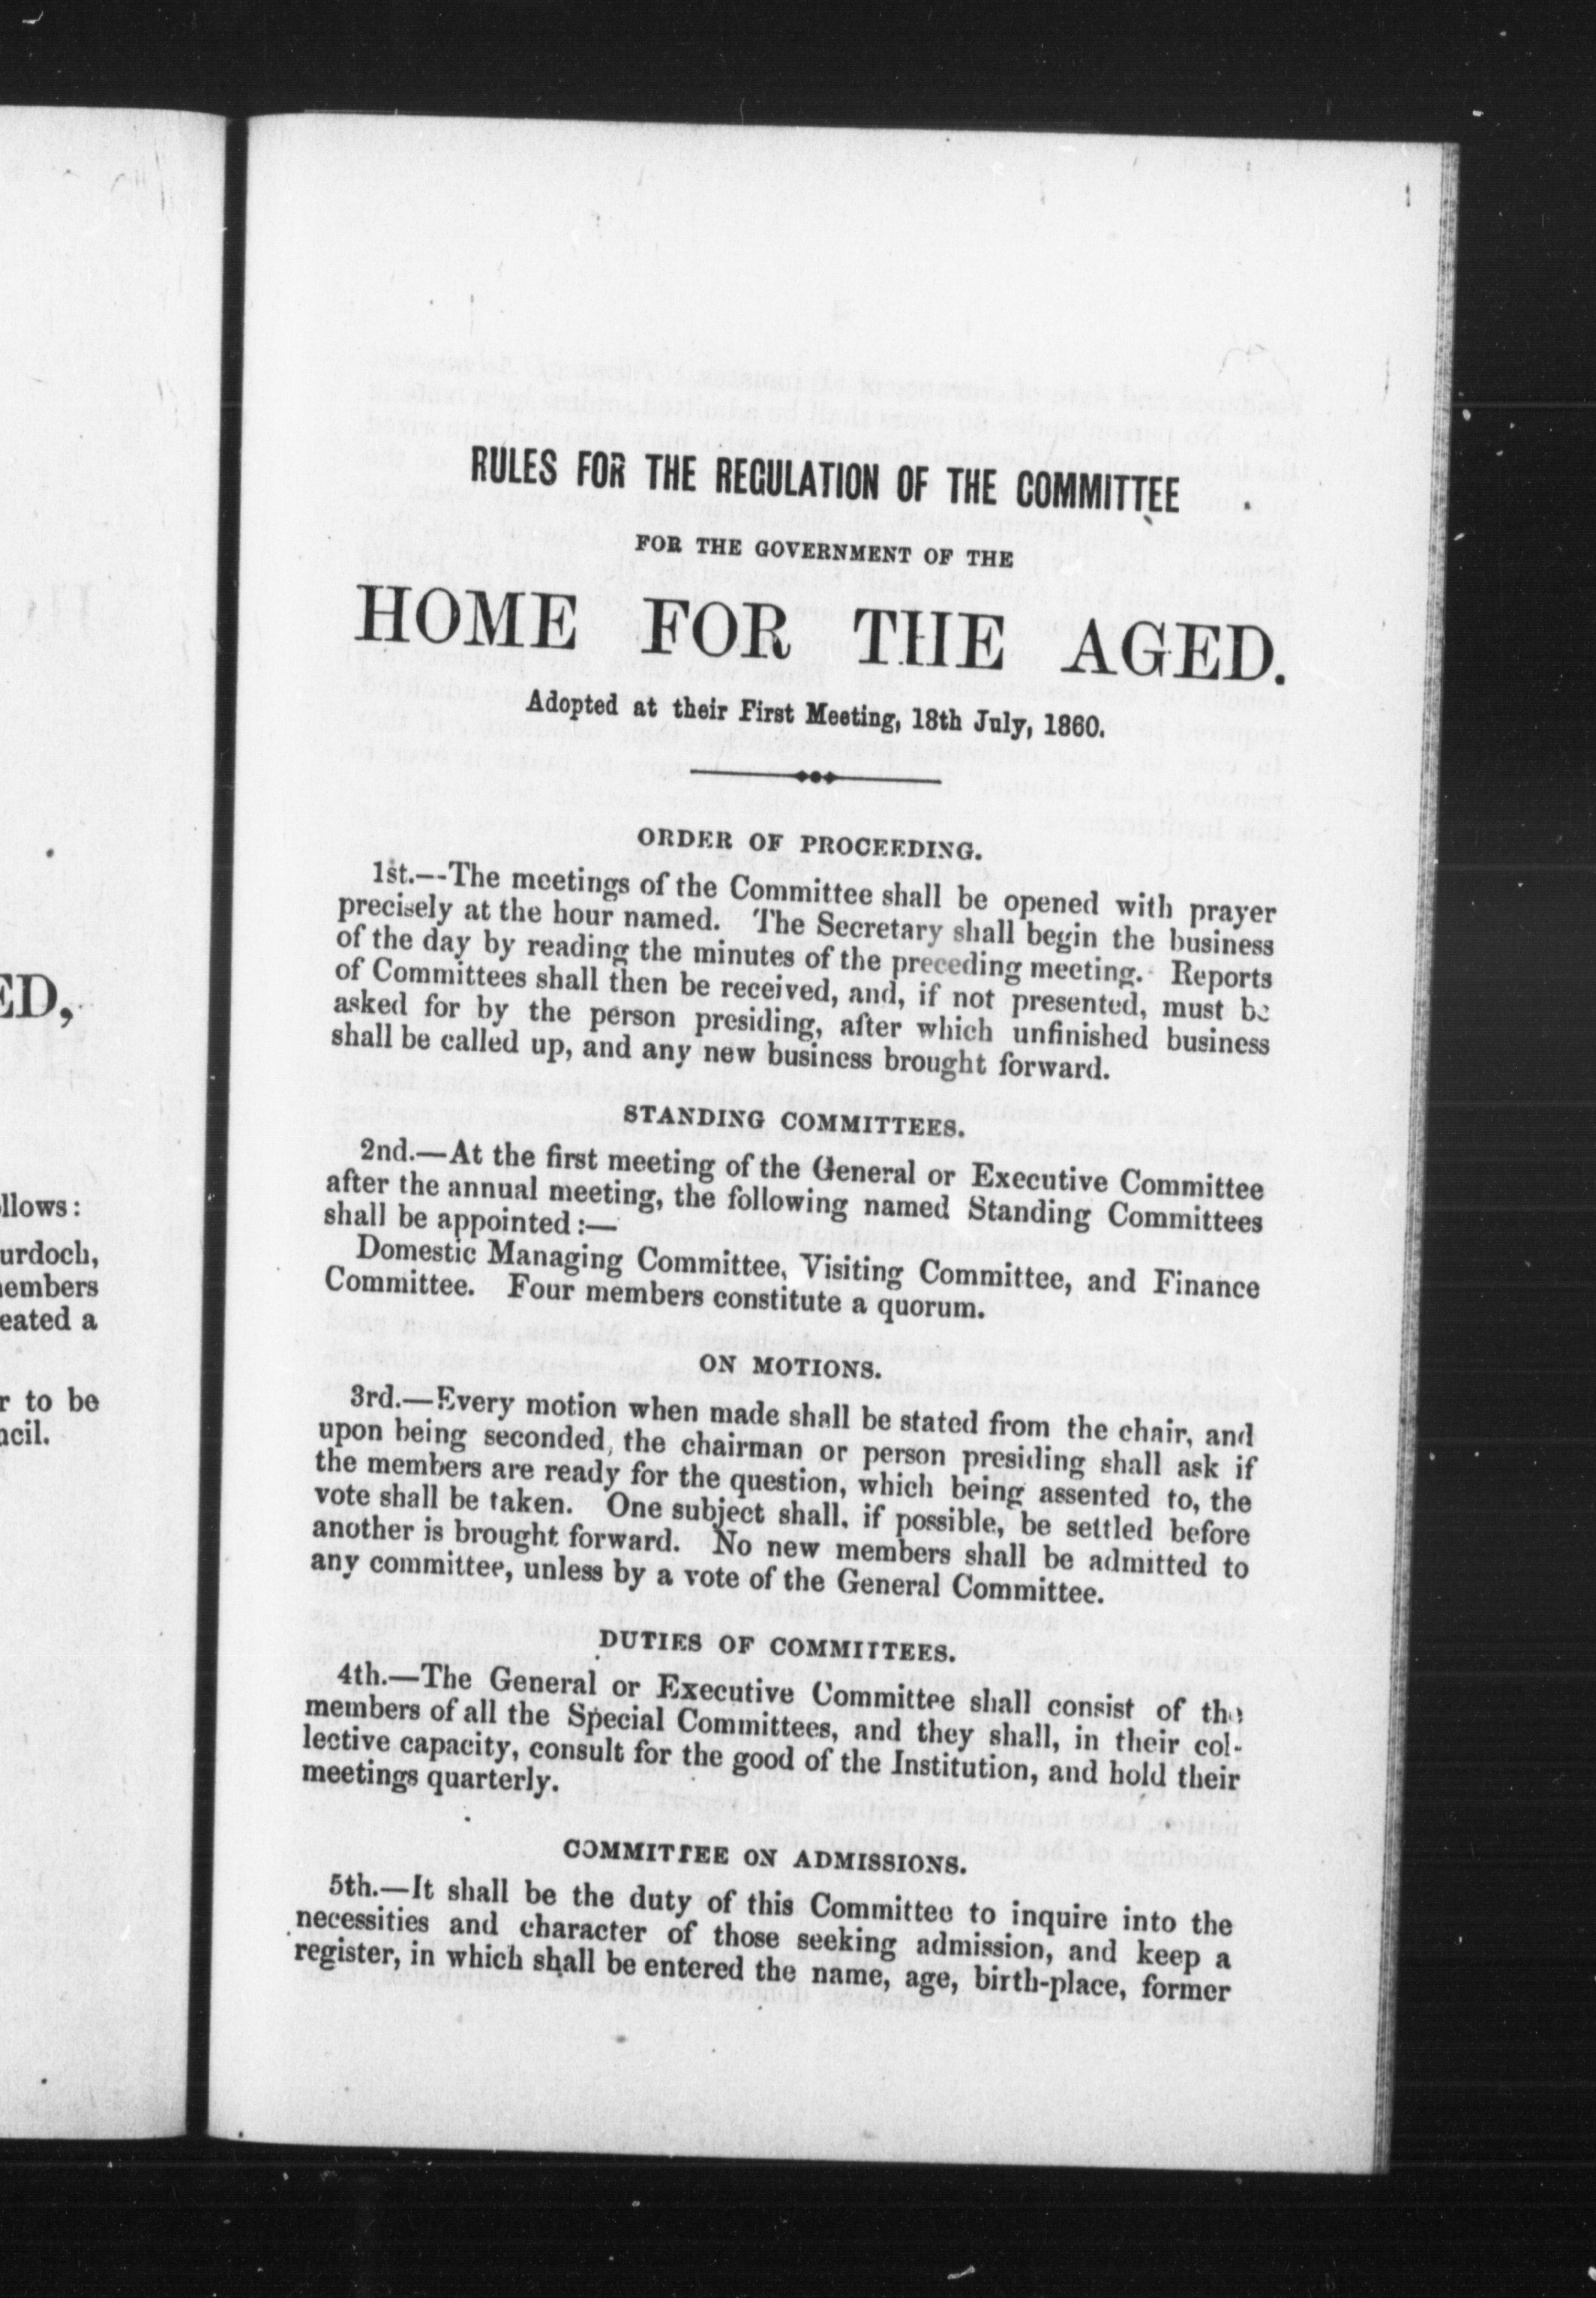 ED,
llows:
urdoch,
embers
eated a
r to be
cil.
RULES FOR THE REGULATION OF THE COMMITTEE
FOR THE GOVERNMENT OF THE
HOME FOR THE AGED.
Adopted at their First Meeting, 18th July, 1860.
ORDER OF PROCEEDING.
1st.—-The meetings of the Committee shall be opened with prayer
precisely at the hour named. The Secretary shall begin the business
of the day by reading the minutes of the preceding meeting. Reports
of Committees shall then be received, and, if not presented, must be
asked for by the person presiding, after which unfinished business
shall be called up, and any new business brought forward.
STANDING COMMITTEES.
2nd.—At the first meeting of the General or Executive Committee
after the annual meeting, the following named Standing Committees
shall be appointed:—
Domestic Managing Committee, Visiting Committee, and Finance
Committee. Four members constitute a quorum.
ON MOTIONS.
3rd.—Every motion when made shall be stated from the chair, and
upon being seconded, the chairman or person presiding shall ask if
the members are ready for the question, which being assented to, the
vote shall be taken. One subject shall, if possible, be settled before
another is brought forward. No new members shall be admitted to
any committee, unless by a vote of the General Committee.
DUTIES OF COMMITTEES.
4th.—The General or Executive Committee shall consist of the
members of all the Special Committees, and they shall, in their col-
lective capacity, consult for the good of the Institution, and hold their
meetings quarterly.
COMMITTEE ON ADMISSIONS.
5th.—It shall be the duty of this Committee to inquire into the
necessities and character of those seeking admission, and keep a
register, in which shall be entered the name, age, birth-place, former